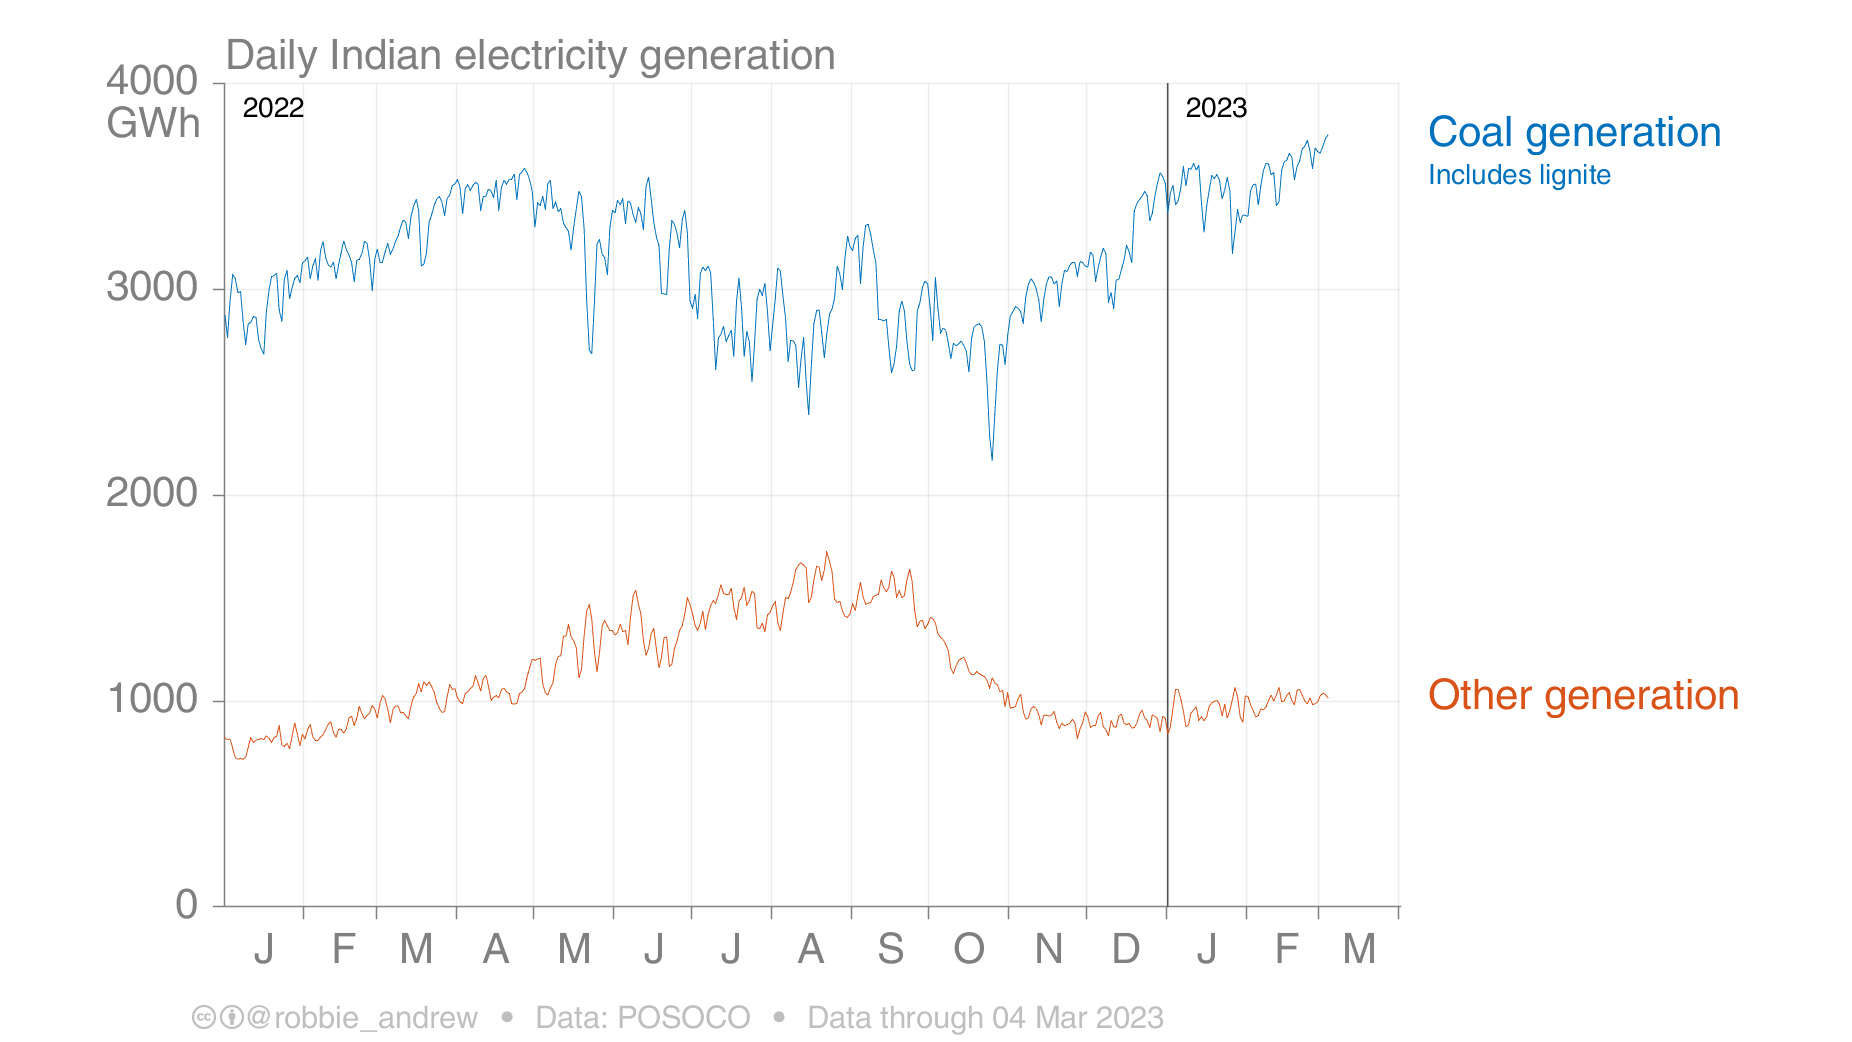 Daily Indian electricity generation
4000
GWh
2022
2023
Coal generation
Includes lignite
3000
2000
1000
Other generation
0
J F M A M J J A S O N D J F M
cc @robbie_andrew • Data: POSOCO • Data through 04 Mar 2023